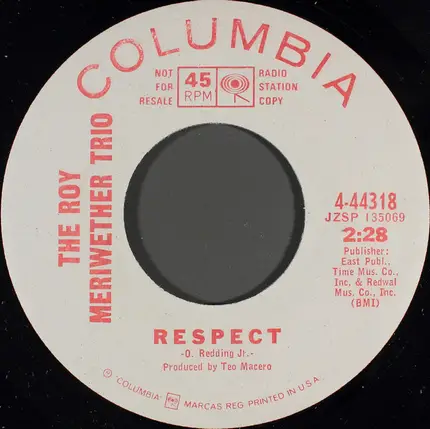 COLUMBIA
NOT FOR RESALE
45 RPM
RADIO STATION COPY
THE ROY
MERIWETHER TRIO
4-44318
JZSP 135069
2:28
Publisher:
East Publ.,
Time Mus. Co.,
Inc. & Redwal
Mus. Co., Inc.
(BMI)
RESPECT
-O. Redding Jr.-
Produced by Teo Macero
℗ "COLUMBIA" MARCAS REG. PRINTED IN U.S.A.